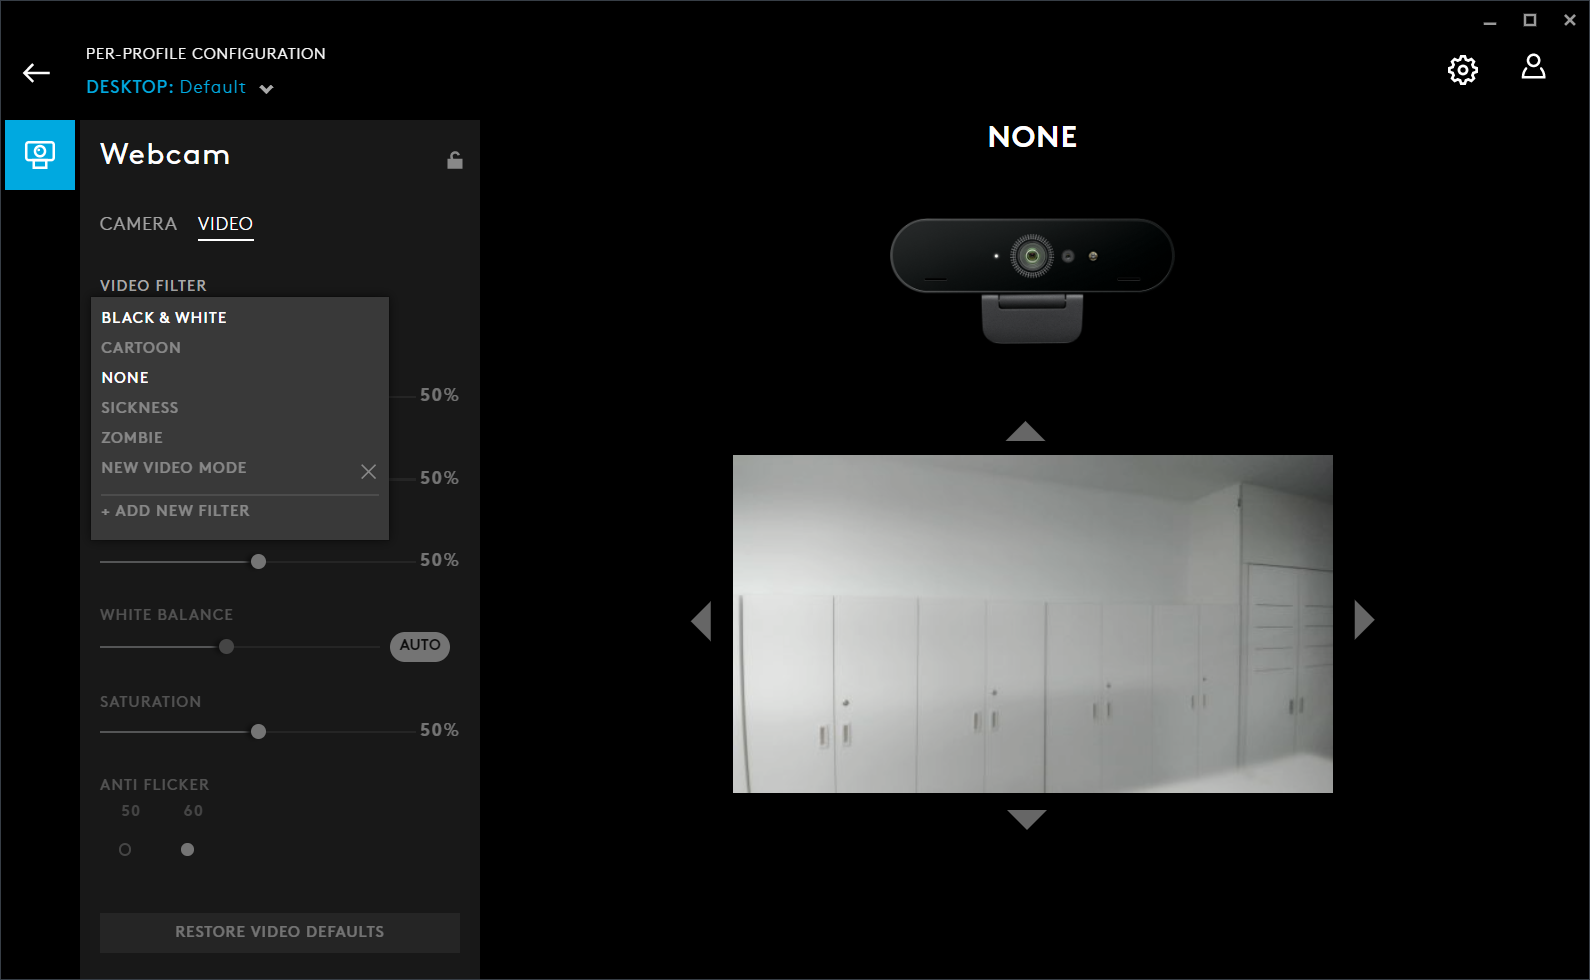 PER-PROFILE CONFIGURATION
DESKTOP: Default
NONE
Webcam
CAMERA VIDEO
VIDEO FILTER
BLACK & WHITE
CARTOON
NONE
50%
SICKNESS
ZOMBIE
NEW VIDEO MODE
50%
+ ADD NEW FILTER
50%
WHITE BALANCE
AUTO
SATURATION
50%
ANTI FLICKER
50 60
RESTORE VIDEO DEFAULTS